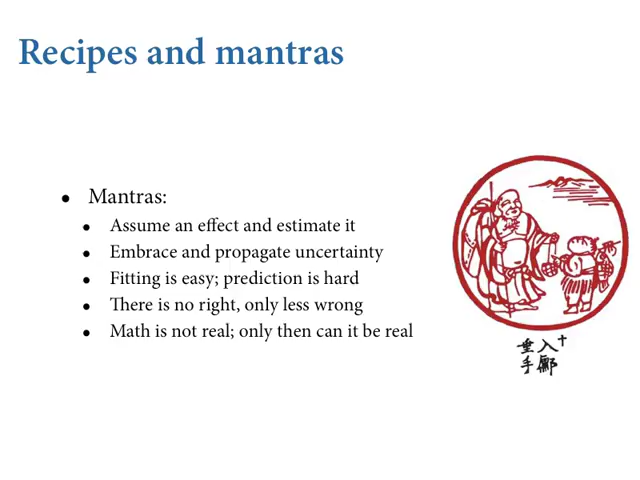 Recipes and mantras
• Mantras:
• Assume an effect and estimate it
• Embrace and propagate uncertainty
• Fitting is easy; prediction is hard
• There is no right, only less wrong
• Math is not real; only then can it be real
入鄽垂手
十